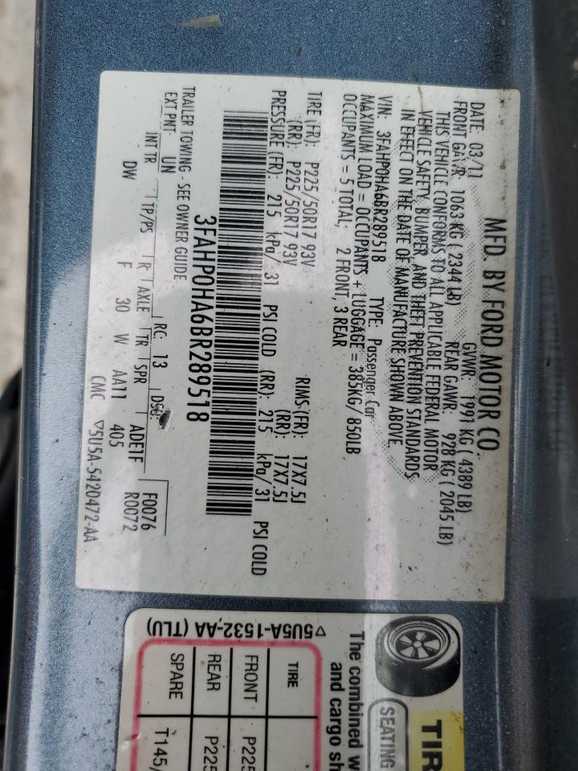 MFD. BY FORD MOTOR CO.
DATE: 03/11 GVWR: 1991 KG ( 4389 LB)
FRONT GAWR: 1063 KG ( 2344 LB) REAR GAWR: 928 KG ( 2045 LB)
THIS VEHICLE CONFORMS TO ALL APPLICABLE FEDERAL MOTOR
VEHICLE SAFETY, BUMPER AND THEFT PREVENTION STANDARDS
IN EFFECT ON THE DATE OF MANUFACTURE SHOWN ABOVE.
VIN: 3FAHP0HA6BR289518 TYPE: Passenger Car
MAXIMUM LOAD = OCCUPANTS + LUGGAGE = 385KG/ 850LB
OCCUPANTS = 5 TOTAL; 2 FRONT, 3 REAR
TIRE (FR): P225/50R17 93V RIMS (FR): 17X7.5J
(RR): P225/50R17 93V (RR): 17X7.5J
PRESSURE (FR): 215 kPa/ 31 PSI COLD (RR): 215 kPa/31 PSI COLD
3FAHP0HA6BR289518
TRAILER TOWING - SEE OWNER GUIDE
EXT PNT: UN RC: 13 DSO: F0076
R0072
INT TR TP/PS R AXLE TR SPR ADE1F
DW F 30 W AA11 405
CMC ▽5U5A-5420472-AA
TIR
SEATING
The combined w
and cargo sh
TIRE
FRONT P225
REAR P225
SPARE T145/
▽5U5A-1532-AA (TLU)